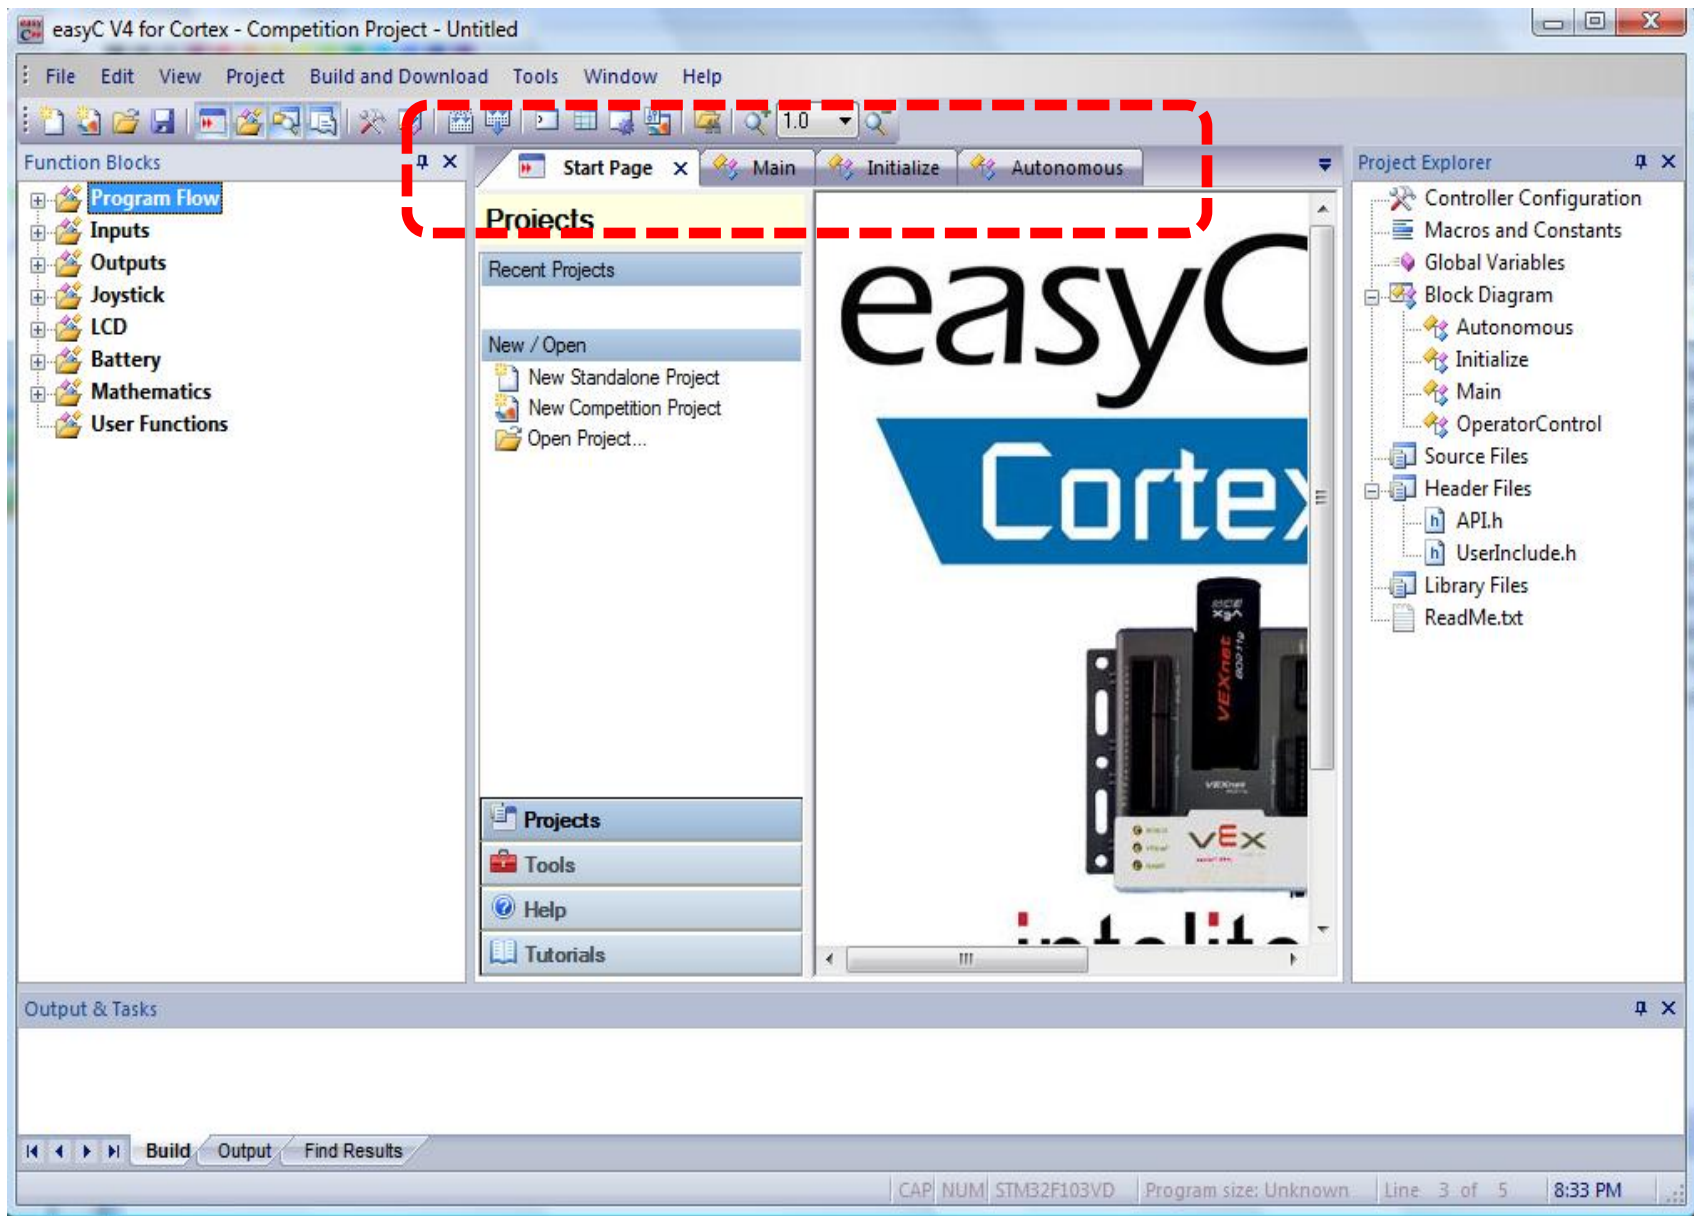 easyC V4 for Cortex - Competition Project - Untitled
File Edit View Project Build and Download Tools Window Help
1.0
Function Blocks
Program Flow
Inputs
Outputs
Joystick
LCD
Battery
Mathematics
User Functions
Start Page
Main
Initialize
Autonomous
Projects
Recent Projects
New / Open
New Standalone Project
New Competition Project
Open Project...
Projects
Tools
Help
Tutorials
easyC
Cortex
VEXnet
VEXnet
vEx
intelite
Project Explorer
Controller Configuration
Macros and Constants
Global Variables
Block Diagram
Autonomous
Initialize
Main
OperatorControl
Source Files
Header Files
API.h
UserInclude.h
Library Files
ReadMe.txt
Output & Tasks
Build Output Find Results
CAP NUM STM32F103VD Program size: Unknown Line 3 of 5 8:33 PM